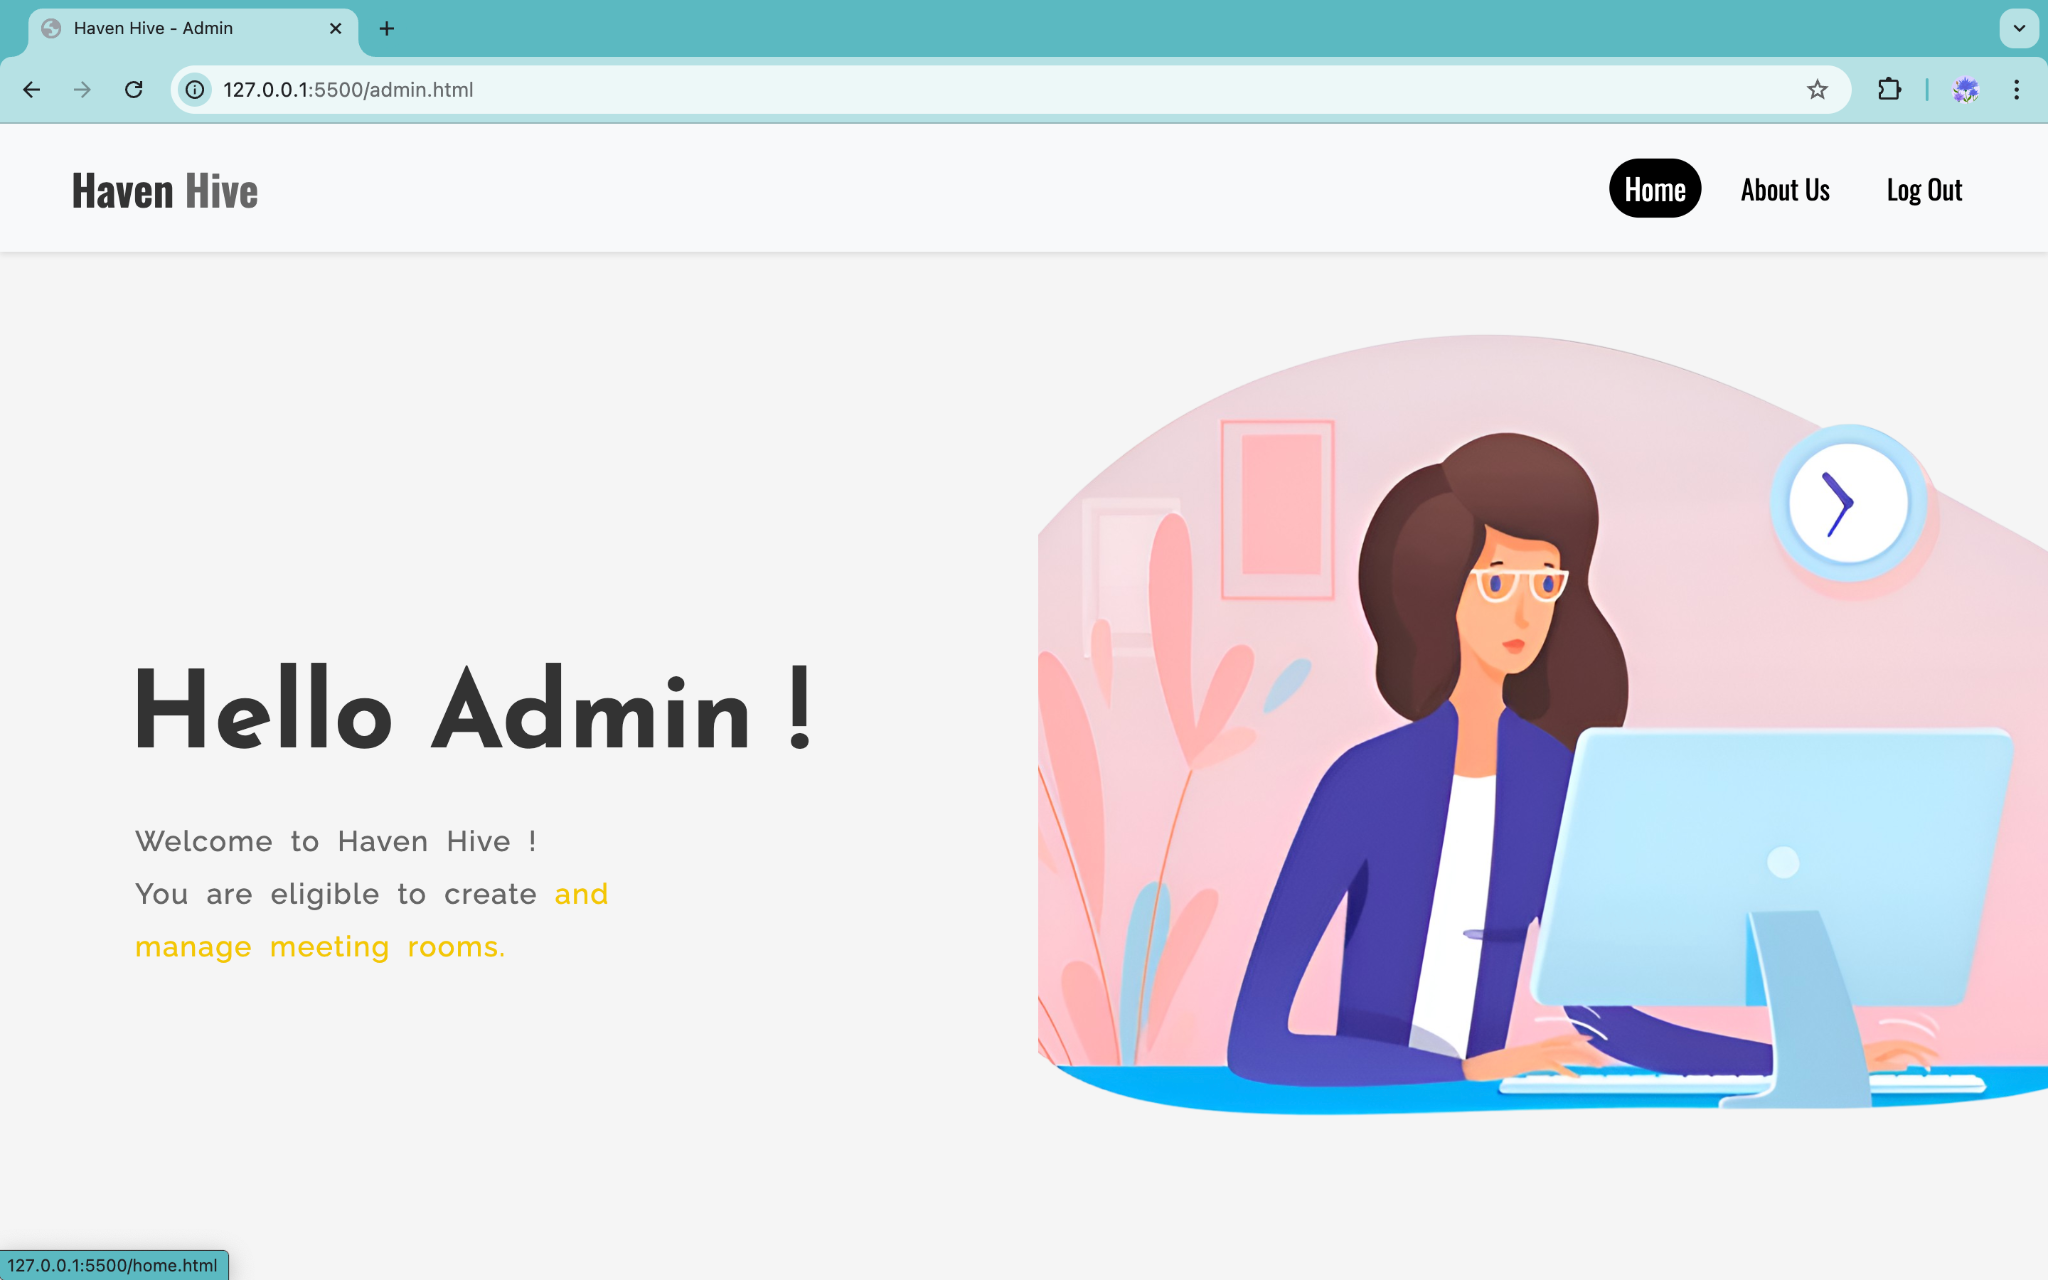 Haven Hive - Admin
127.0.0.1:5500/admin.html
Haven Hive
Home
About Us
Log Out
Hello Admin !
Welcome to Haven Hive !
You are eligible to create and
manage meeting rooms.
127.0.0.1:5500/home.html